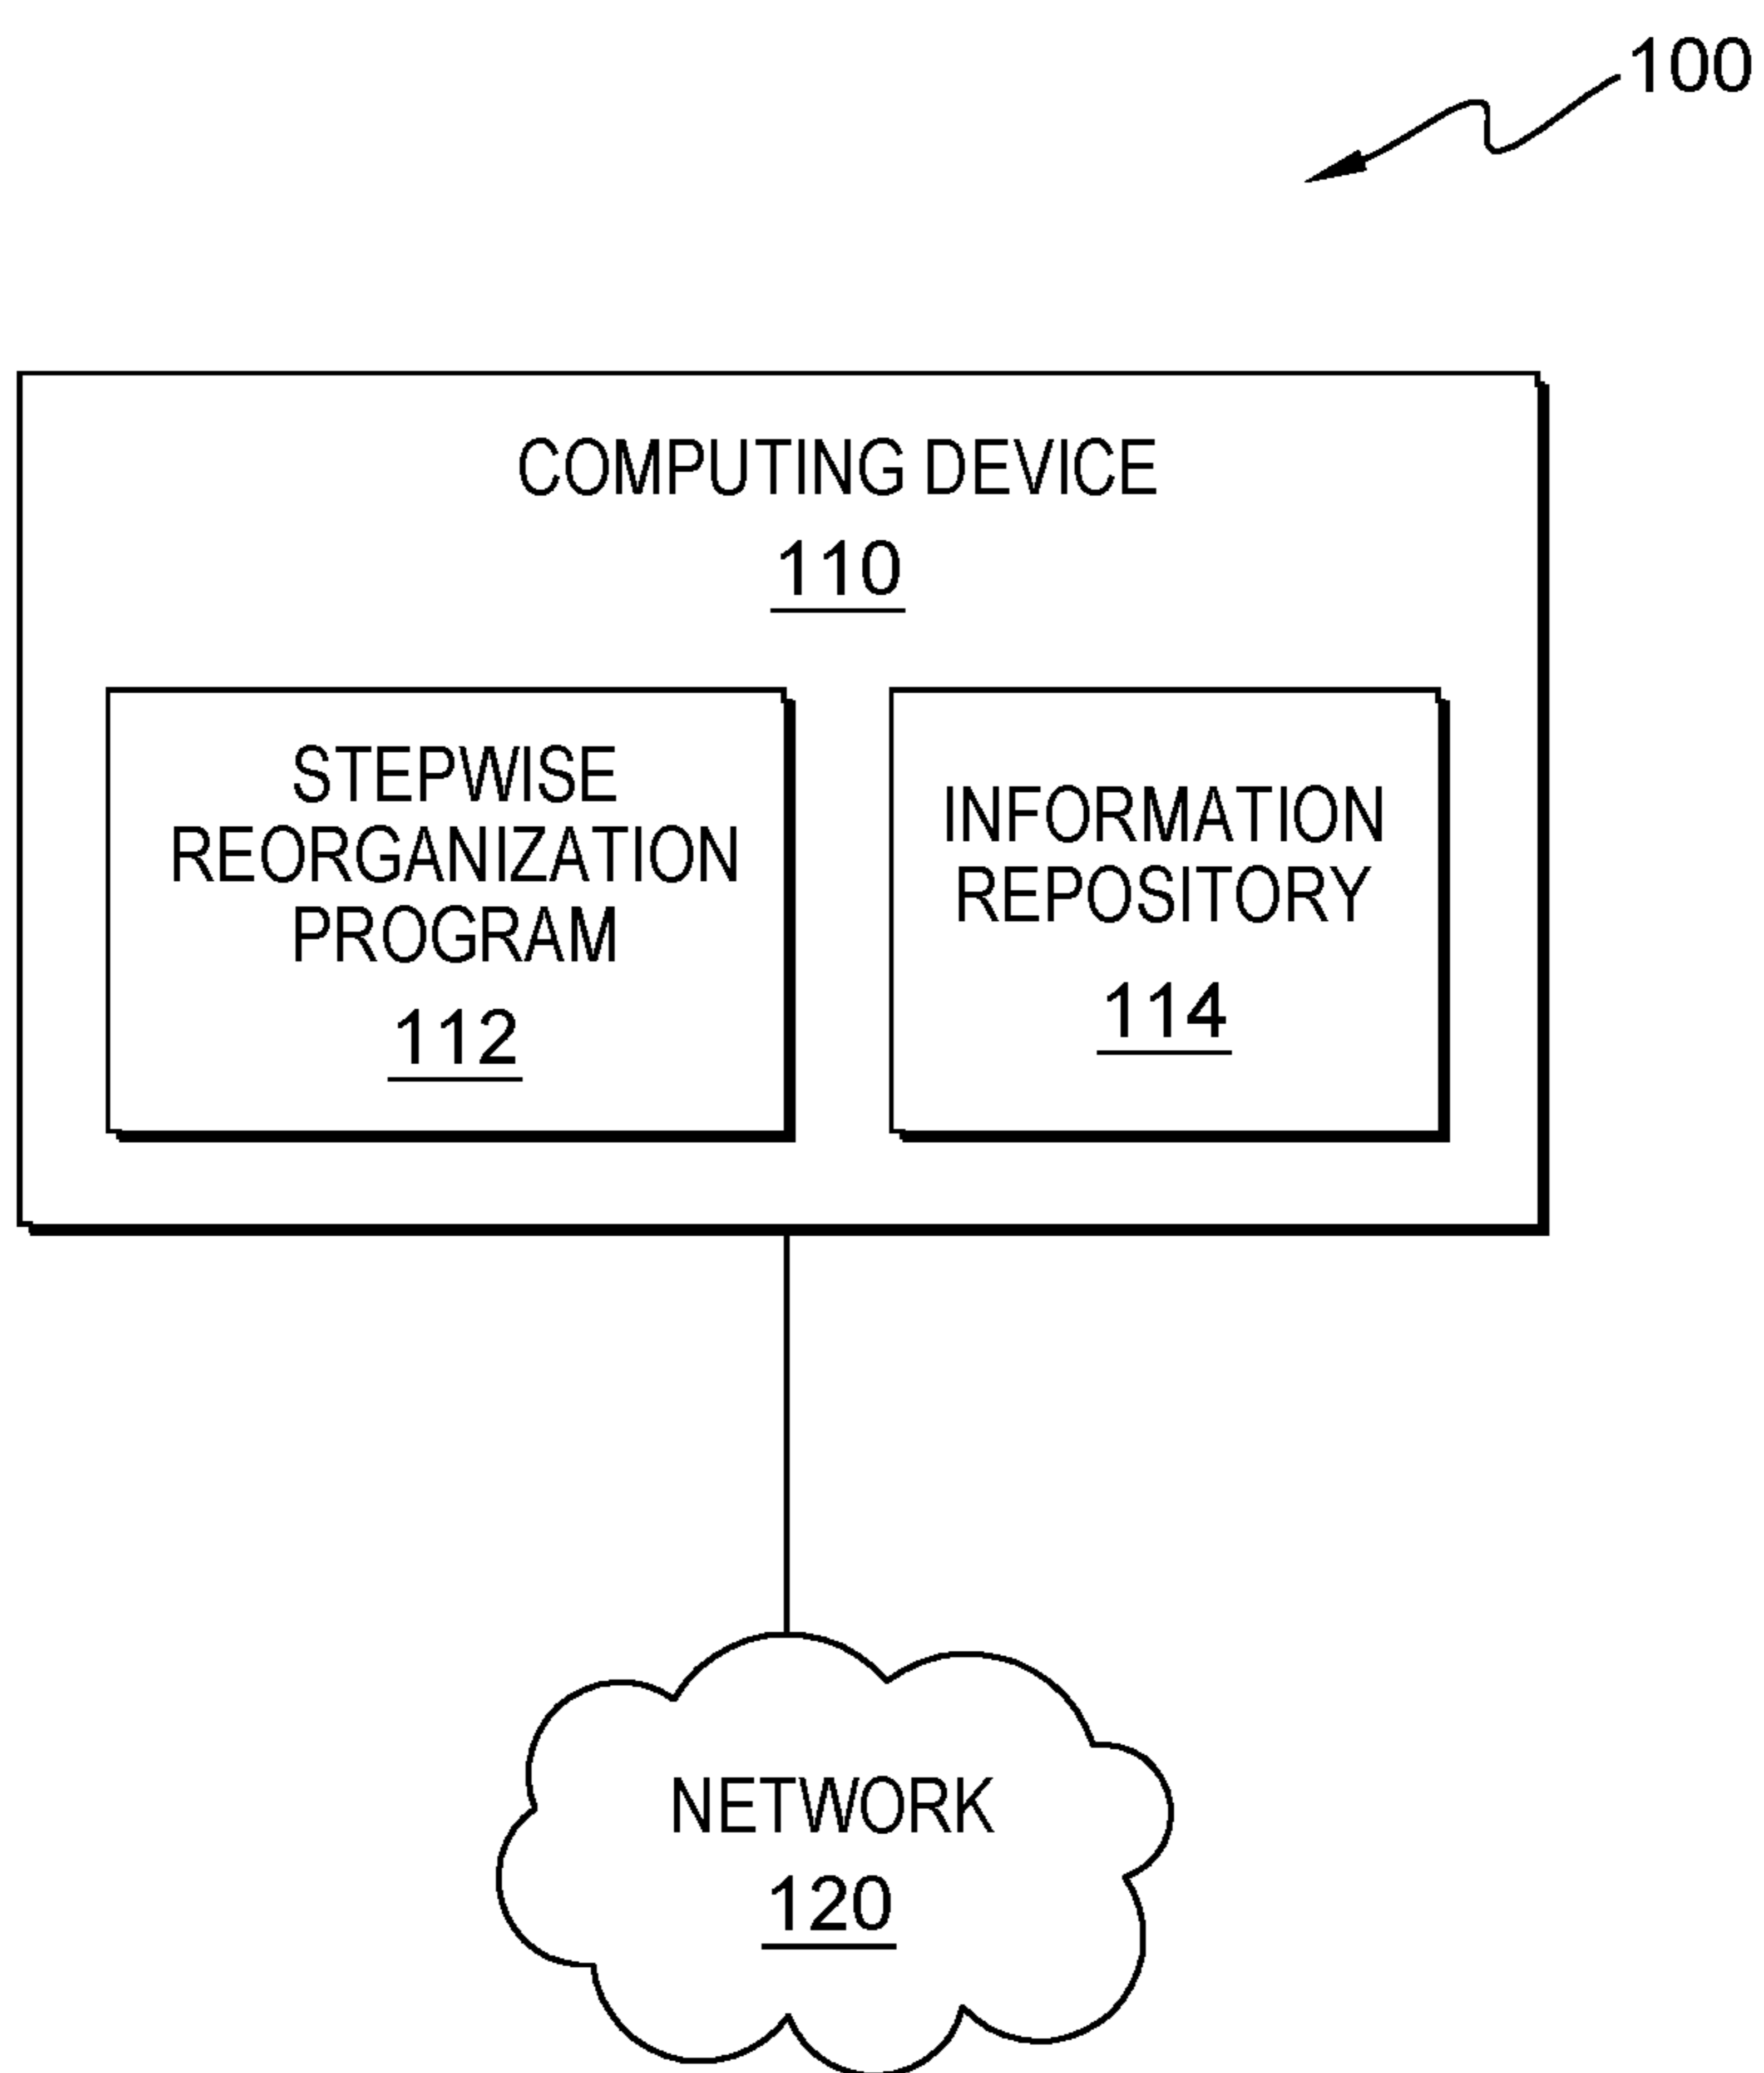 100
COMPUTING DEVICE
110
STEPWISE
REORGANIZATION
PROGRAM
112
INFORMATION
REPOSITORY
114
NETWORK
120